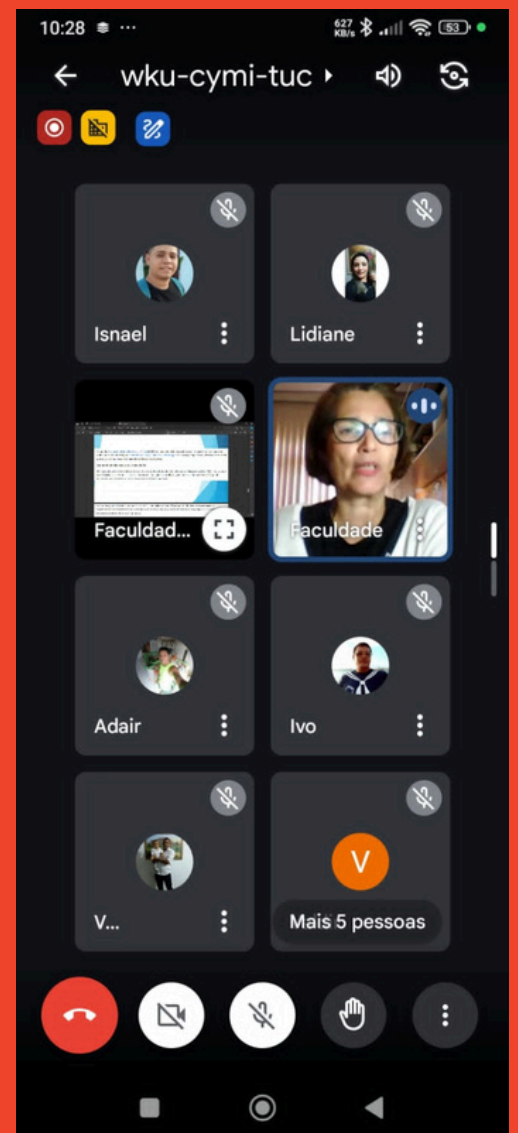 10:28 ... 627 KB/s 53
wku-cymi-tuc
Isnael
Lidiane
Faculdad...
Faculdade
Adair
Ivo
V...
V
Mais 5 pessoas